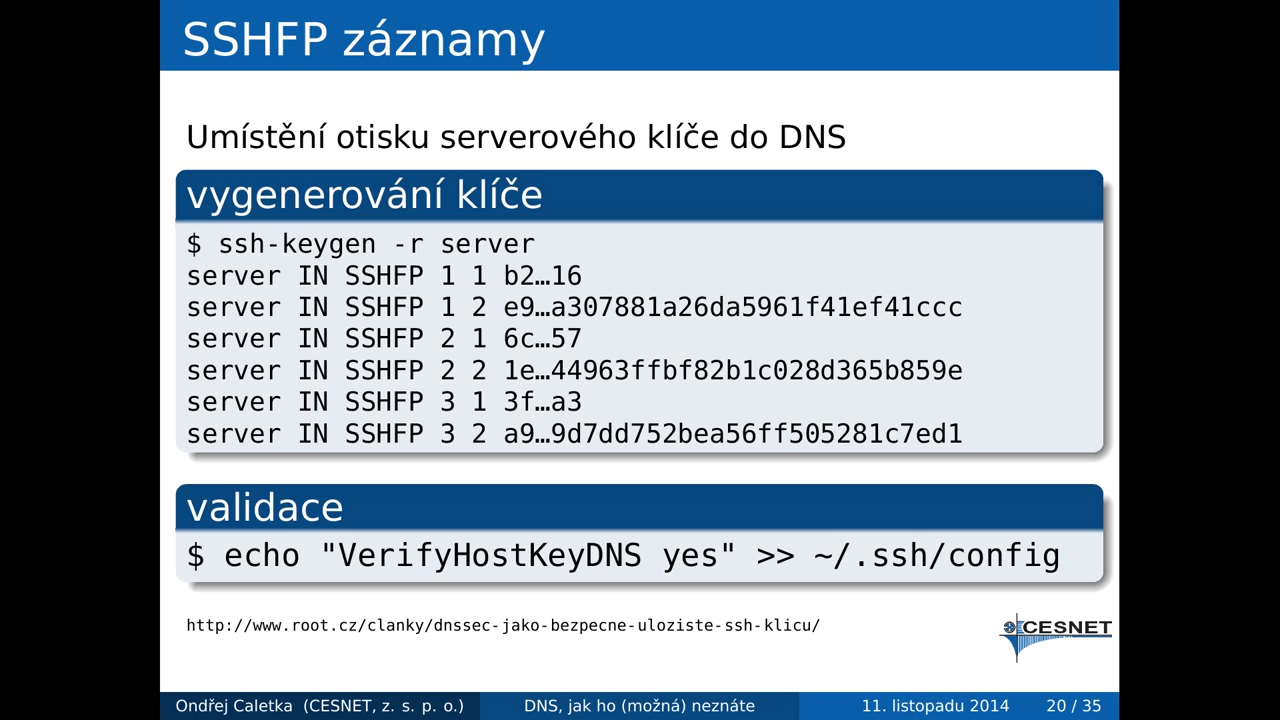 SSHFP záznamy
Umístění otisku serverového klíče do DNS
vygenerování klíče
$ ssh-keygen -r server
server IN SSHFP 1 1 b2…16
server IN SSHFP 1 2 e9…a307881a26da5961f41ef41ccc
server IN SSHFP 2 1 6c…57
server IN SSHFP 2 2 1e…44963ffbf82b1c028d365b859e
server IN SSHFP 3 1 3f…a3
server IN SSHFP 3 2 a9…9d7dd752bea56ff505281c7ed1
validace
$ echo "VerifyHostKeyDNS yes" >> ~/.ssh/config
http://www.root.cz/clanky/dnssec-jako-bezpecne-uloziste-ssh-klicu/
CESNET
Ondřej Caletka (CESNET, z. s. p. o.) DNS, jak ho (možná) neznáte 11. listopadu 2014 20 / 35